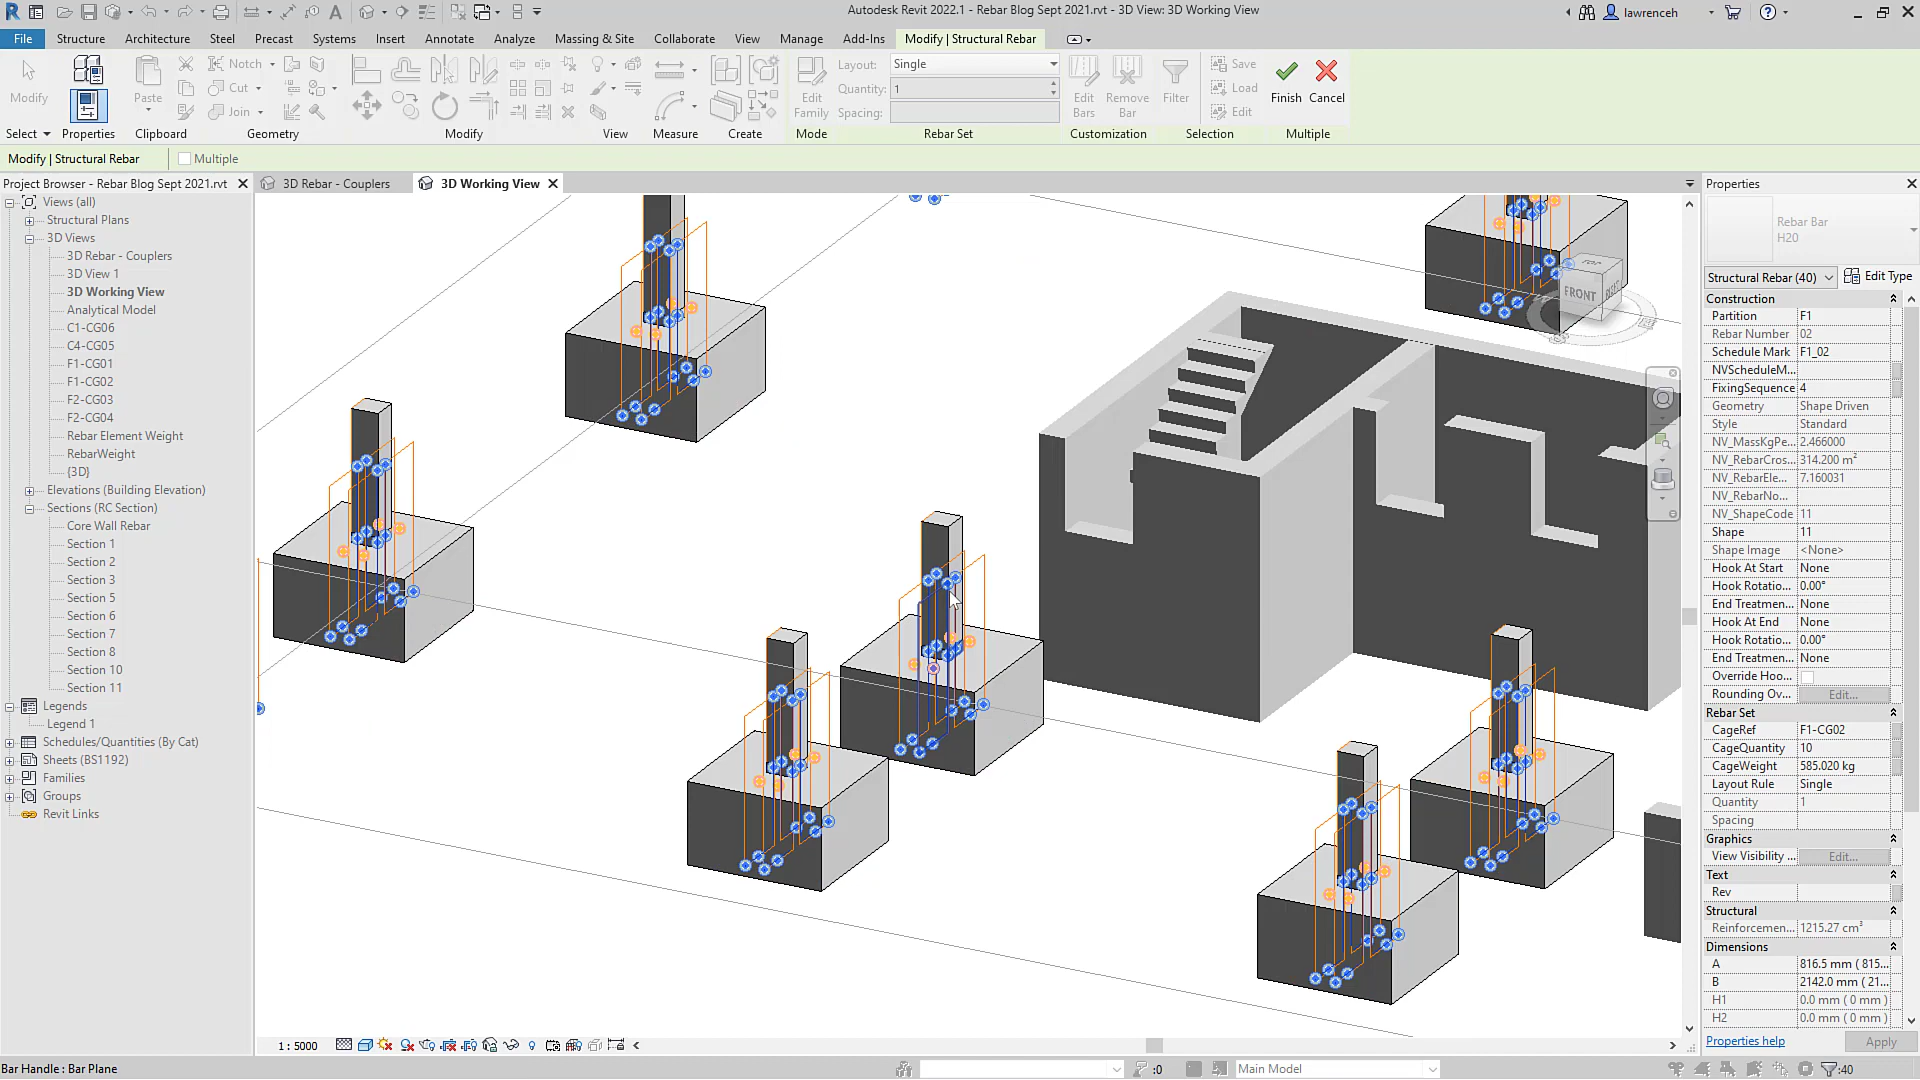 Autodesk Revit 2022.1 - Rebar Blog Sept 2021.rvt - 3D View: 3D Working View
lawrenceh
File Structure Architecture Steel Precast Systems Insert Annotate Analyze Massing & Site Collaborate View Manage Add-Ins Modify | Structural Rebar
Modify
Paste
Notch
Cut
Join
Edit Family
Layout: Single
Quantity: 1
Spacing:
Edit Bars
Remove Bar
Filter
Save
Load
Edit
Finish
Cancel
Select Properties Clipboard Geometry Modify View Measure Create Mode Rebar Set Customization Selection Multiple
Modify | Structural Rebar Multiple
Project Browser - Rebar Blog Sept 2021.rvt
3D Rebar - Couplers
3D Working View
Views (all)
Structural Plans
3D Views
3D Rebar - Couplers
3D View 1
3D Working View
Analytical Model
C1-CG06
C4-CG05
F1-CG01
F1-CG02
F2-CG03
F2-CG04
Rebar Element Weight
RebarWeight
{3D}
Elevations (Building Elevation)
Sections (RC Section)
Core Wall Rebar
Section 1
Section 2
Section 3
Section 5
Section 6
Section 7
Section 8
Section 10
Section 11
Legends
Legend 1
Schedules/Quantities (By Cat)
Sheets (BS1192)
Families
Groups
Revit Links
FRONT
Properties
Rebar Bar
H20
Structural Rebar (40) Edit Type
Construction
Partition F1
Rebar Number 02
Schedule Mark F1_02
NVScheduleM...
FixingSequence 4
Geometry Shape Driven
Style Standard
NV_MassKgPe... 2.466000
NV_RebarCros... 314.200 m²
NV_RebarEle... 7.160031
NV_RebarNo...
NV_ShapeCode 11
Shape 11
Shape Image <None>
Hook At Start None
Hook Rotatio... 0.00°
End Treatmen... None
Hook At End None
Hook Rotatio... 0.00°
End Treatmen... None
Override Hoo...
Rounding Ov... Edit...
Rebar Set
CageRef F1-CG02
CageQuantity 10
CageWeight 585.020 kg
Layout Rule Single
Quantity 1
Spacing
Graphics
View Visibility ... Edit...
Text
Rev
Structural
Reinforcemen... 1215.27 cm³
Dimensions
A 816.5 mm ( 815...
B 2142.0 mm ( 21...
H1 0.0 mm ( 0 mm )
H2 0.0 mm ( 0 mm )
Properties help Apply
1 : 5000
Bar Handle : Bar Plane
:0
Main Model
:40